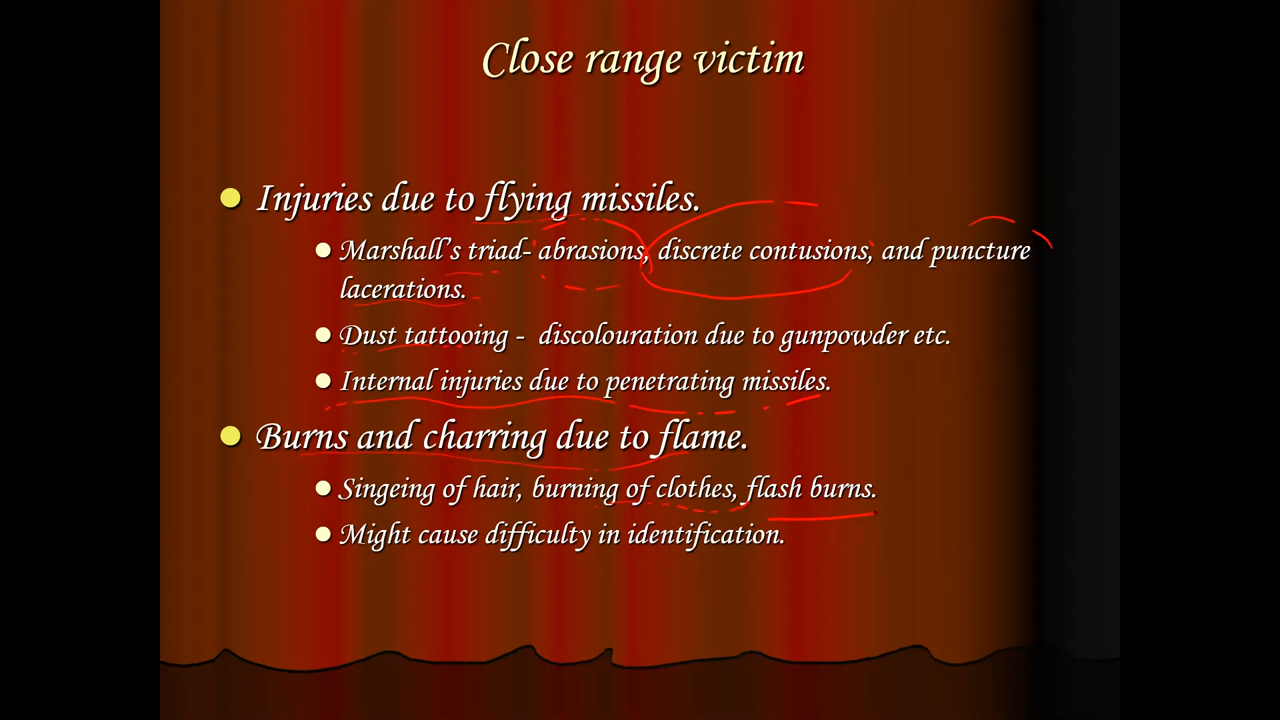 Close range victim
Injuries due to flying missiles.
Marshall's triad- abrasions, discrete contusions, and puncture
lacerations.
Dust tattooing - discolouration due to gunpowder etc.
Internal injuries due to penetrating missiles.
Burns and charring due to flame.
Singeing of hair, burning of clothes, flash burns.
Might cause difficulty in identification.